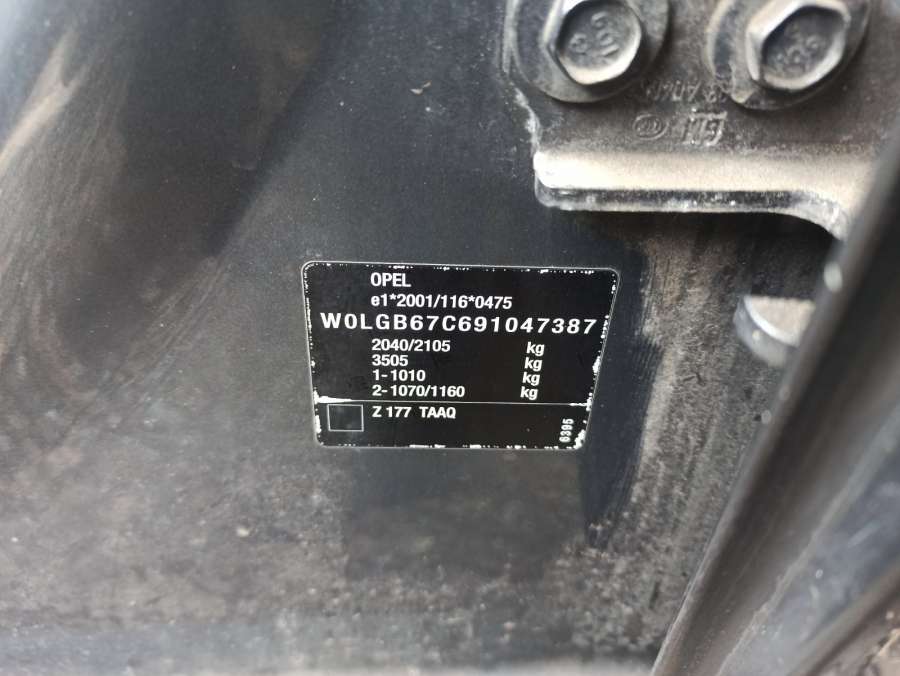 OPEL
e1*2001/116*0475
W0LGB67C691047387
2040/2105 kg
3505 kg
1-1010 kg
2-1070/1160 kg
Z 177 TAAQ
6395